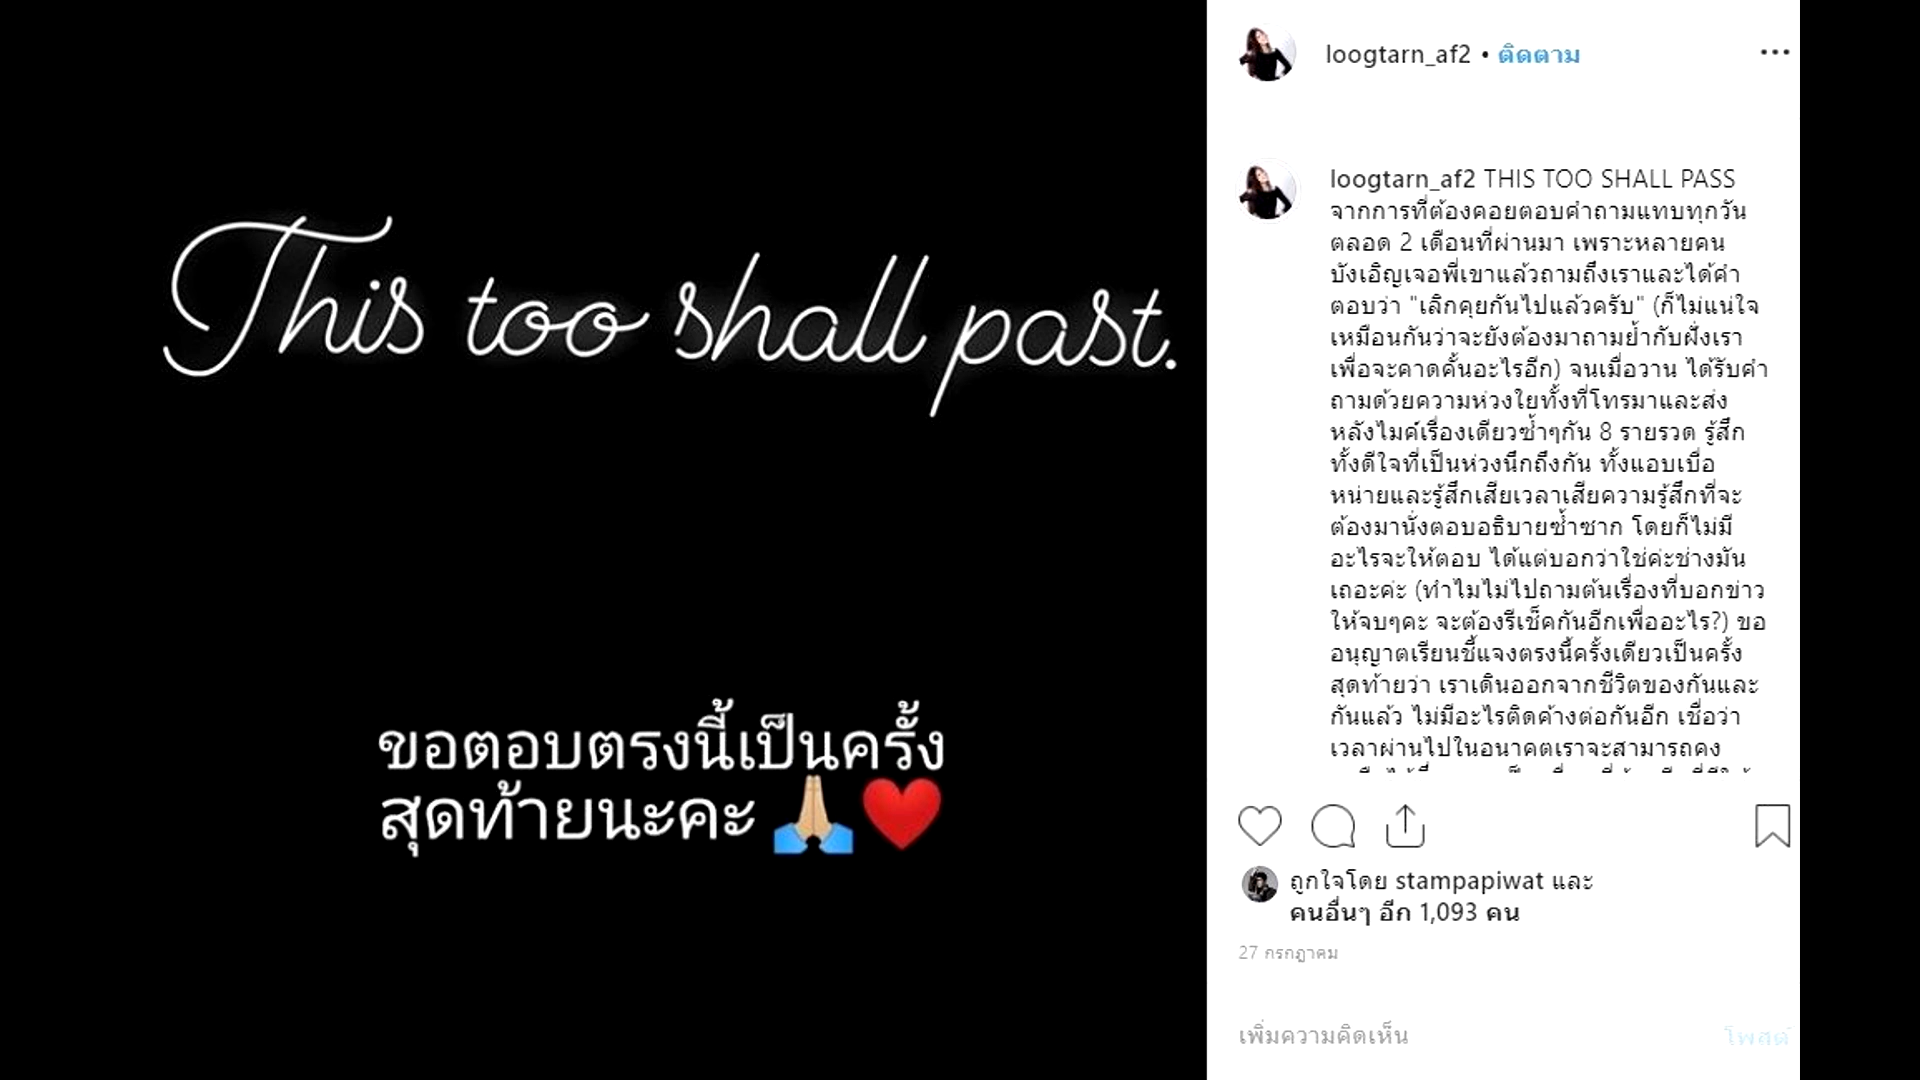 This too shall past.
ขอตอบตรงนี้เป็นครั้ง
สุดท้ายนะคะ 🙏🏼❤️
loogtarn_af2 • ติดตาม
loogtarn_af2 THIS TOO SHALL PASS
จากการที่ต้องคอยตอบคำถามแทบทุกวัน
ตลอด 2 เดือนที่ผ่านมา เพราะหลายคน
บังเอิญเจอพี่เขาแล้วถามถึงเราและได้คำ
ตอบว่า "เลิกคุยกันไปแล้วครับ" (ก็ไม่แน่ใจ
เหมือนกันว่าจะยังต้องมาถามย้ำกับฝั่งเรา
เพื่อจะคาดคั้นอะไรอีก) จนเมื่อวาน ได้รับคำ
ถามด้วยความห่วงใยทั้งที่โทรมาและส่ง
หลังไมค์เรื่องเดียวซ้ำๆกัน 8 รายรวด รู้สึก
ทั้งดีใจที่เป็นห่วงนึกถึงกัน ทั้งแอบเบื่อ
หน่ายและรู้สึกเสียเวลาเสียความรู้สึกที่จะ
ต้องมานั่งตอบอธิบายซ้ำซาก โดยก็ไม่มี
อะไรจะให้ตอบ ได้แต่บอกว่าใช่ค่ะช่างมัน
เถอะค่ะ (ทำไมไม่ไปถามต้นเรื่องที่บอกข่าว
ให้จบๆคะ จะต้องรีเช็คกันอีกเพื่ออะไร?) ขอ
อนุญาตเรียนชี้แจงตรงนี้ครั้งเดียวเป็นครั้ง
สุดท้ายว่า เราเดินออกจากชีวิตของกันและ
กันแล้ว ไม่มีอะไรติดค้างต่อกันอีก เชื่อว่า
เวลาผ่านไปในอนาคตเราจะสามารถคง
ถูกใจโดย stampapiwat และ
คนอื่นๆ อีก 1,093 คน
27 กรกฎาคม
เพิ่มความคิดเห็น
โพสต์